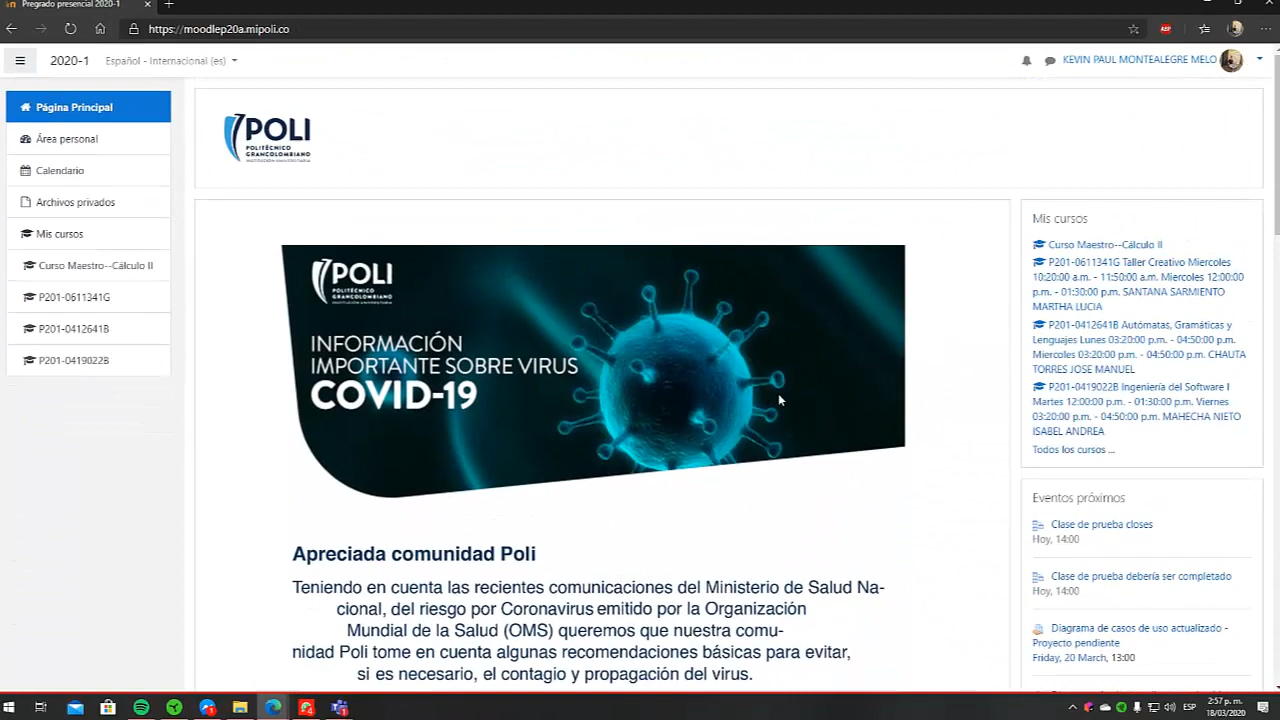 Pregrado presencial 2020-1
https://moodlep20a.mipoli.co
ABP
2020-1
Español - Internacional (es)
KEVIN PAUL MONTEALEGRE MELO
Página Principal
Área personal
Calendario
Archivos privados
Mis cursos
Curso Maestro--Cálculo II
P201-0611341G
P201-0412641B
P201-0419022B
POLI
POLITÉCNICO
GRANCOLOMBIANO
INSTITUCIÓN UNIVERSITARIA
POLI
POLITÉCNICO
GRANCOLOMBIANO
INSTITUCIÓN UNIVERSITARIA
INFORMACIÓN
IMPORTANTE SOBRE VIRUS
COVID-19
Apreciada comunidad Poli
Teniendo en cuenta las recientes comunicaciones del Ministerio de Salud Na-
cional, del riesgo por Coronavirus emitido por la Organización
Mundial de la Salud (OMS) queremos que nuestra comu-
nidad Poli tome en cuenta algunas recomendaciones básicas para evitar,
si es necesario, el contagio y propagación del virus.
Mis cursos
Curso Maestro--Cálculo II
P201-0611341G Taller Creativo Miercoles
10:20:00 a.m. - 11:50:00 a.m. Miercoles 12:00:00
p.m. - 01:30:00 p.m. SANTANA SARMIENTO
MARTHA LUCIA
P201-0412641B Autómatas, Gramáticas y
Lenguajes Lunes 03:20:00 p.m. - 04:50:00 p.m.
Miercoles 03:20:00 p.m. - 04:50:00 p.m. CHAUTA
TORRES JOSE MANUEL
P201-0419022B Ingeniería del Software I
Martes 12:00:00 p.m. - 01:30:00 p.m. Viernes
03:20:00 p.m. - 04:50:00 p.m. MAHECHA NIETO
ISABEL ANDREA
Todos los cursos ...
Eventos próximos
Clase de prueba closes
Hoy, 14:00
Clase de prueba debería ser completado
Hoy, 14:00
Diagrama de casos de uso actualizado -
Proyecto pendiente
Friday, 20 March, 13:00
ESP
2:57 p. m.
18/03/2020